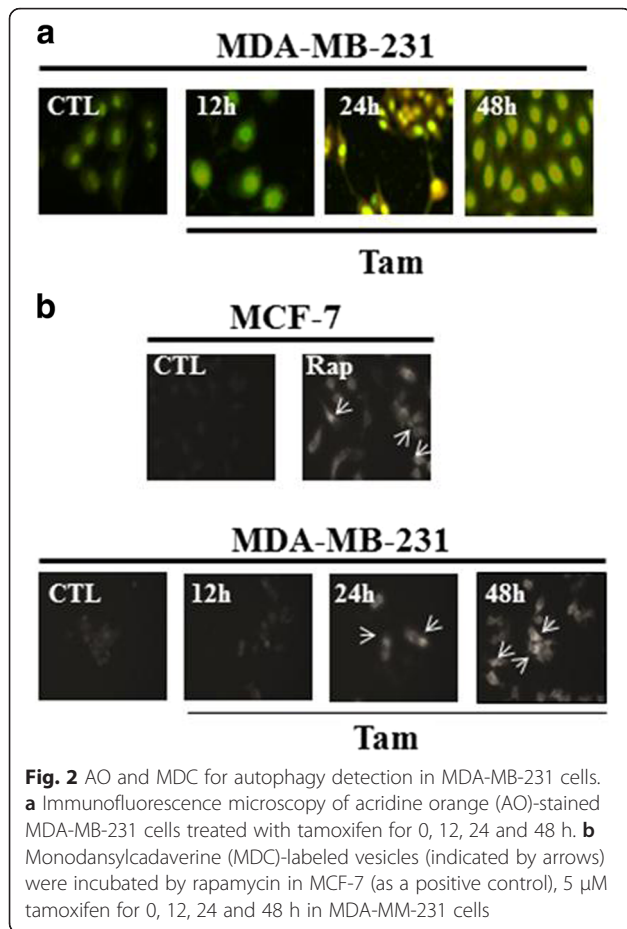 a
MDA-MB-231
CTL 12h 24h 48h
Tam
b
MCF-7
CTL Rap
MDA-MB-231
CTL 12h 24h 48h
Tam
Fig. 2 AO and MDC for autophagy detection in MDA-MB-231 cells.
a Immunofluorescence microscopy of acridine orange (AO)-stained
MDA-MB-231 cells treated with tamoxifen for 0, 12, 24 and 48 h. b
Monodansylcadaverine (MDC)-labeled vesicles (indicated by arrows)
were incubated by rapamycin in MCF-7 (as a positive control), 5 μM
tamoxifen for 0, 12, 24 and 48 h in MDA-MM-231 cells